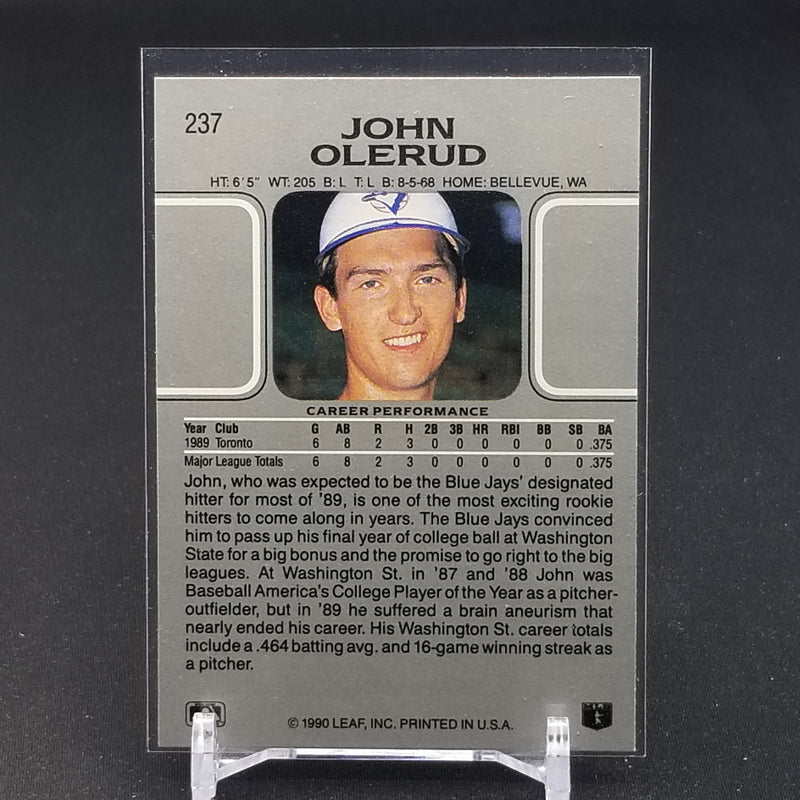 237
JOHN
OLERUD
HT: 6'5" WT: 205 B: L T: L B: 8-5-68 HOME: BELLEVUE, WA
CAREER PERFORMANCE
Year Club G AB R H 2B 3B HR RBI BB SB BA
1989 Toronto 6 8 2 3 0 0 0 0 0 0 .375
Major League Totals 6 8 2 3 0 0 0 0 0 0 .375
John, who was expected to be the Blue Jays' designated
hitter for most of '89, is one of the most exciting rookie
hitters to come along in years. The Blue Jays convinced
him to pass up his final year of college ball at Washington
State for a big bonus and the promise to go right to the big
leagues. At Washington St. in '87 and '88 John was
Baseball America's College Player of the Year as a pitcher-
outfielder, but in '89 he suffered a brain aneurism that
nearly ended his career. His Washington St. career totals
include a .464 batting avg. and 16-game winning streak as
a pitcher.
© 1990 LEAF, INC. PRINTED IN U.S.A.